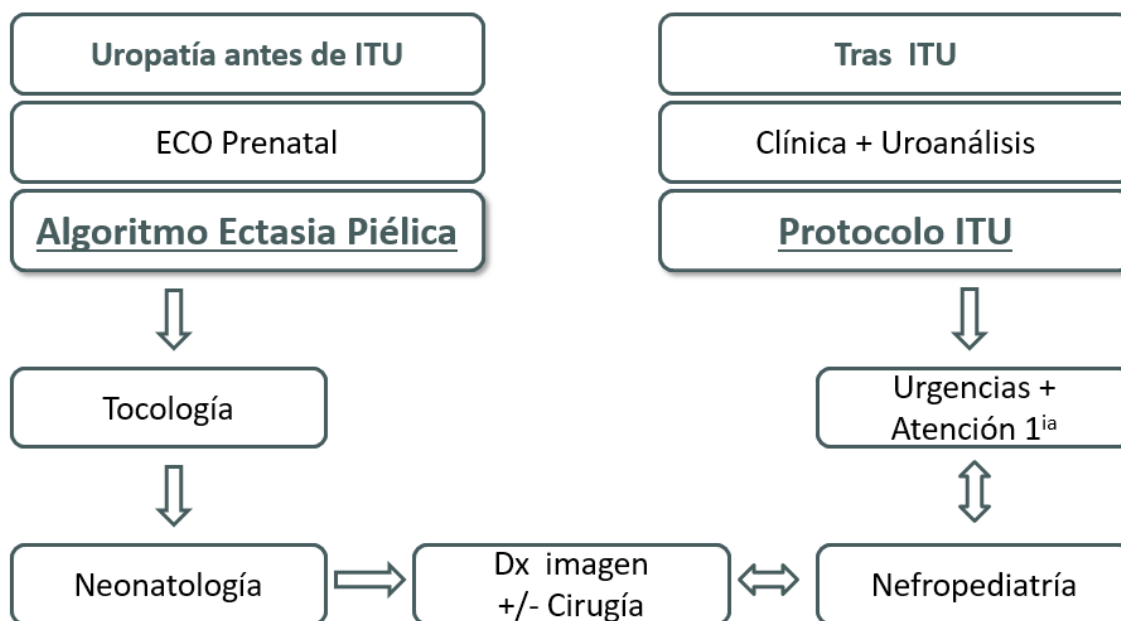 Uropatía antes de ITU
ECO Prenatal
Algoritmo Ectasia Piélica
Tocología
Neonatología
Dx imagen
+/- Cirugía
Tras ITU
Clínica + Uroanálisis
Protocolo ITU
Urgencias +
Atención 1ia
Nefropediatría